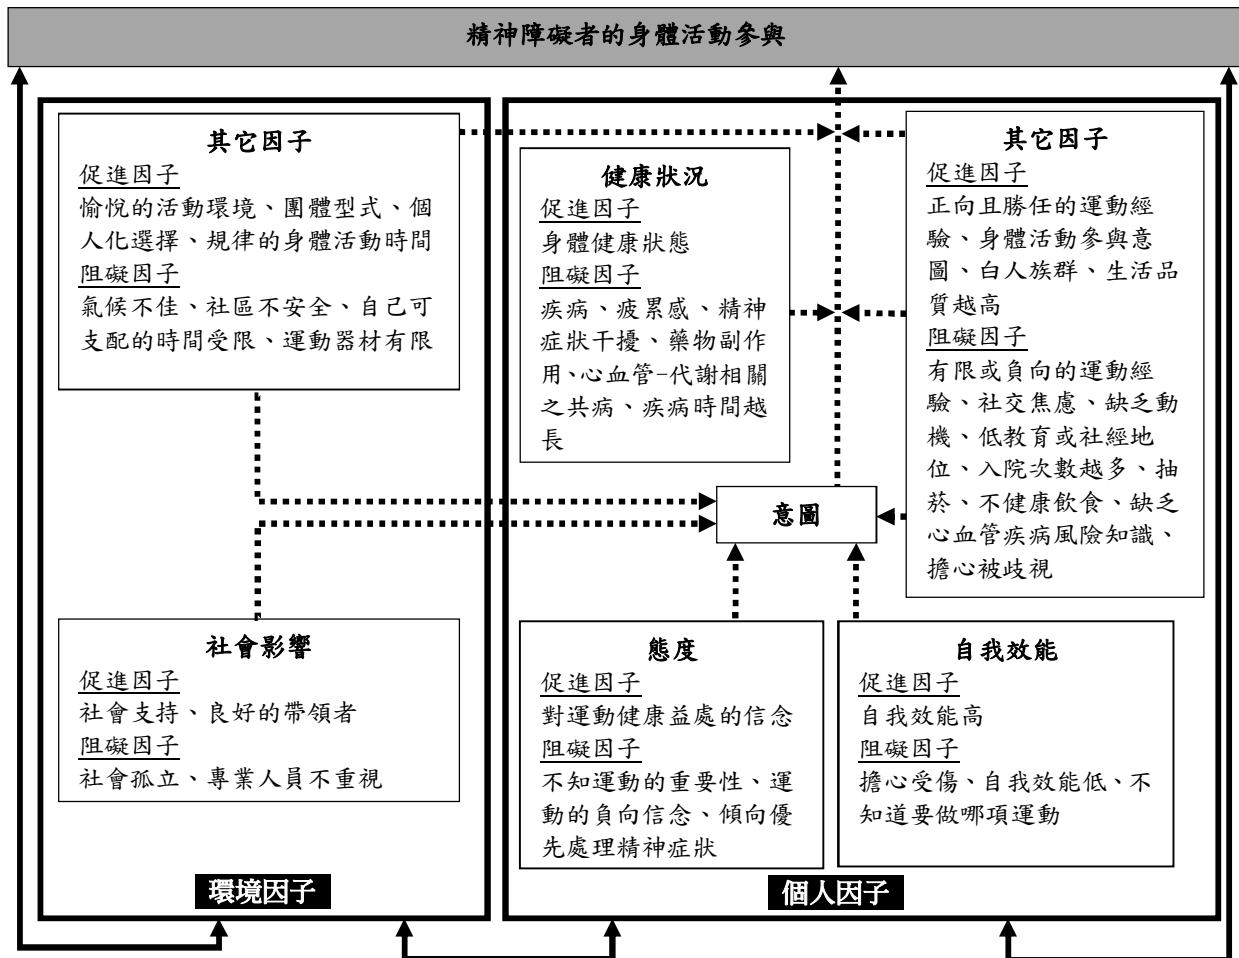 精神障礙者的身體活動參與
其它因子
促進因子
愉悅的活動環境、團體型式、個
人化選擇、規律的身體活動時間
阻礙因子
氣候不佳、社區不安全、自己可
支配的時間受限、運動器材有限
社會影響
促進因子
社會支持、良好的帶領者
阻礙因子
社會孤立、專業人員不重視
環境因子
健康狀況
促進因子
身體健康狀態
阻礙因子
疾病、疲累感、精神
症狀干擾、藥物副作
用、心血管-代謝相關
之共病、疾病時間越
長
其它因子
促進因子
正向且勝任的運動經
驗、身體活動參與意
圖、白人族群、生活品
質越高
阻礙因子
有限或負向的運動經
驗、社交焦慮、缺乏動
機、低教育或社經地
位、入院次數越多、抽
菸、不健康飲食、缺乏
心血管疾病風險知識、
擔心被歧視
意圖
態度
促進因子
對運動健康益處的信念
阻礙因子
不知運動的重要性、運
動的負向信念、傾向優
先處理精神症狀
自我效能
促進因子
自我效能高
阻礙因子
擔心受傷、自我效能低、不
知道要做哪項運動
個人因子